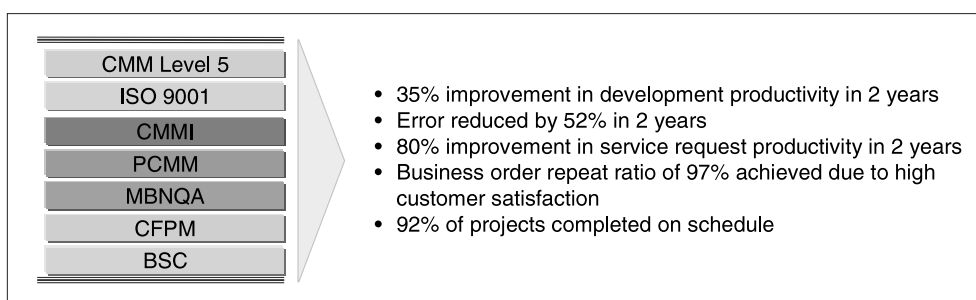 CMM Level 5
ISO 9001
CMMI
PCMM
MBNQA
CFPM
BSC
• 35% improvement in development productivity in 2 years
• Error reduced by 52% in 2 years
• 80% improvement in service request productivity in 2 years
• Business order repeat ratio of 97% achieved due to high
customer satisfaction
• 92% of projects completed on schedule